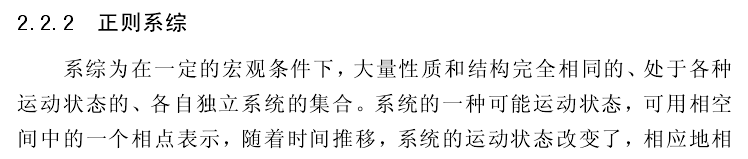 2.2.2 正则系综
系综为在一定的宏观条件下，大量性质和结构完全相同的、处于各种
运动状态的、各自独立系统的集合。系统的一种可能运动状态，可用相空
间中的一个相点表示，随着时间推移，系统的运动状态改变了，相应地相